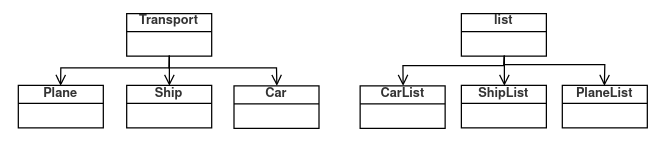 Transport
list
Plane
Ship
Car
CarList
ShipList
PlaneList